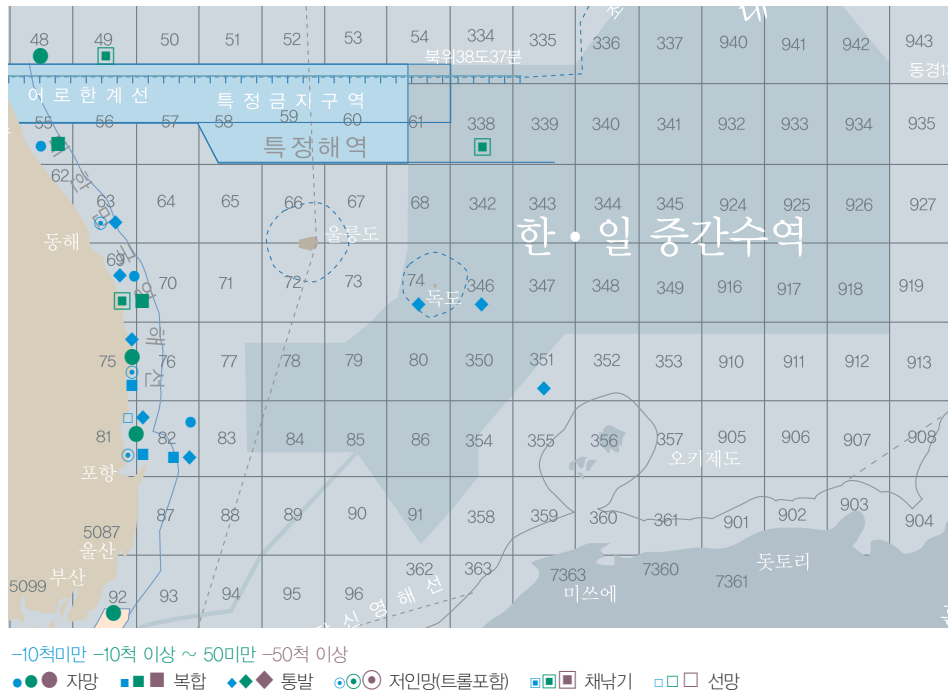 48 49 50 51 52 53 54 334 335 336 337 940 941 942 943
북위38도37분
어로한계선 특정금지구역
55 56 57 58 59 60 61 338 339 340 341 932 933 934 935
특정해역
62 63 64 65 66 67 68 342 343 344 345 924 925 926 927
동해 울릉도 한·일 중간수역
69 70 71 72 73 74 346 347 348 349 916 917 918 919
독도
75 76 77 78 79 80 350 351 352 353 910 911 912 913
81 82 83 84 85 86 354 355 356 357 905 906 907 908
포항 오키제도
5087 87 88 89 90 91 358 359 360 361 901 902 903 904
울산
돗토리
5099 부산 92 93 94 95 96 362 363 7363 7360 7361
미쓰에
신영해선
-10척미만 -10척 이상 ~ 50미만 -50척 이상
자망 복합 통발 저인망(트롤포함) 채낚기 선망